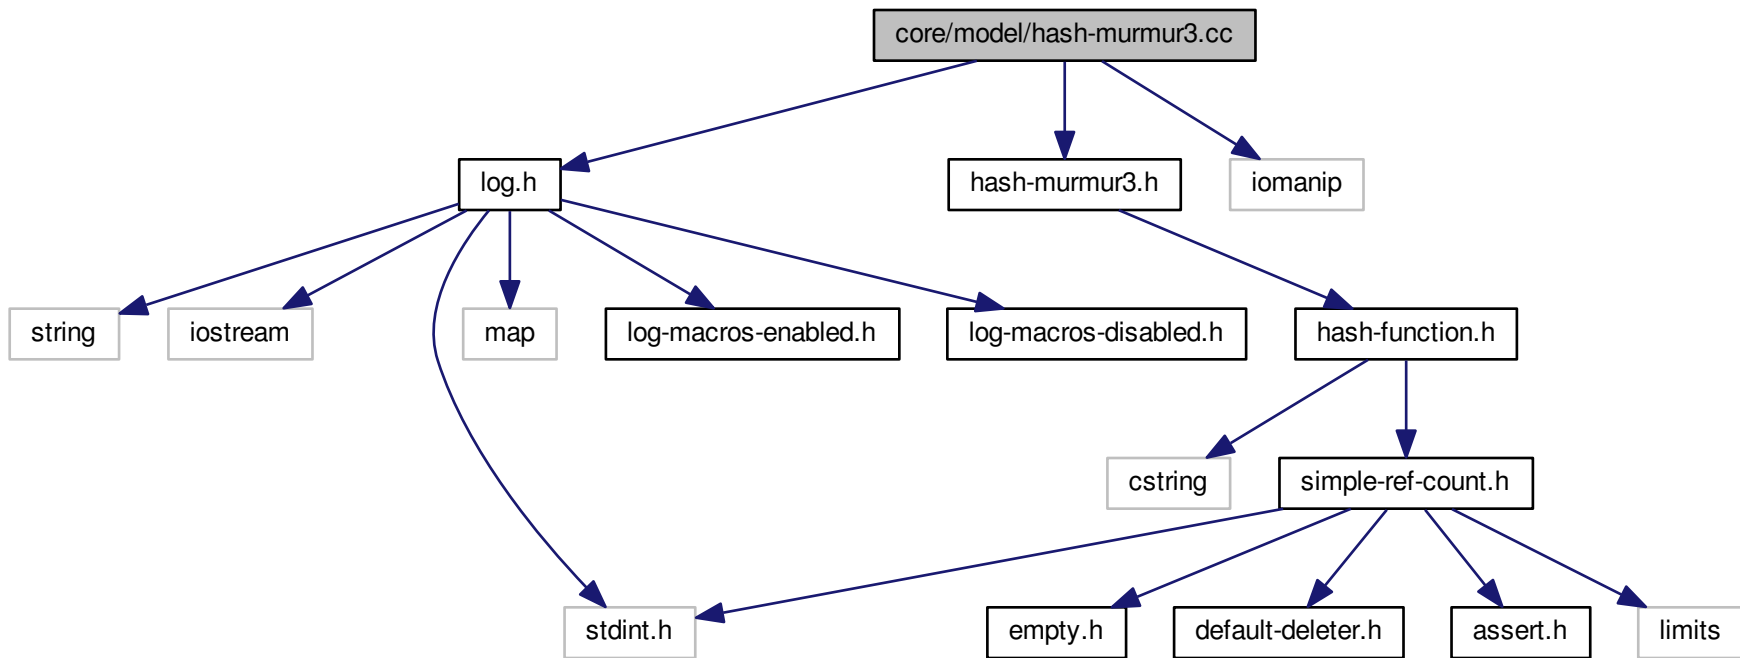 core/model/hash-murmur3.cc
log.h
hash-murmur3.h
iomanip
string
iostream
map
log-macros-enabled.h
log-macros-disabled.h
hash-function.h
cstring
simple-ref-count.h
stdint.h
empty.h
default-deleter.h
assert.h
limits